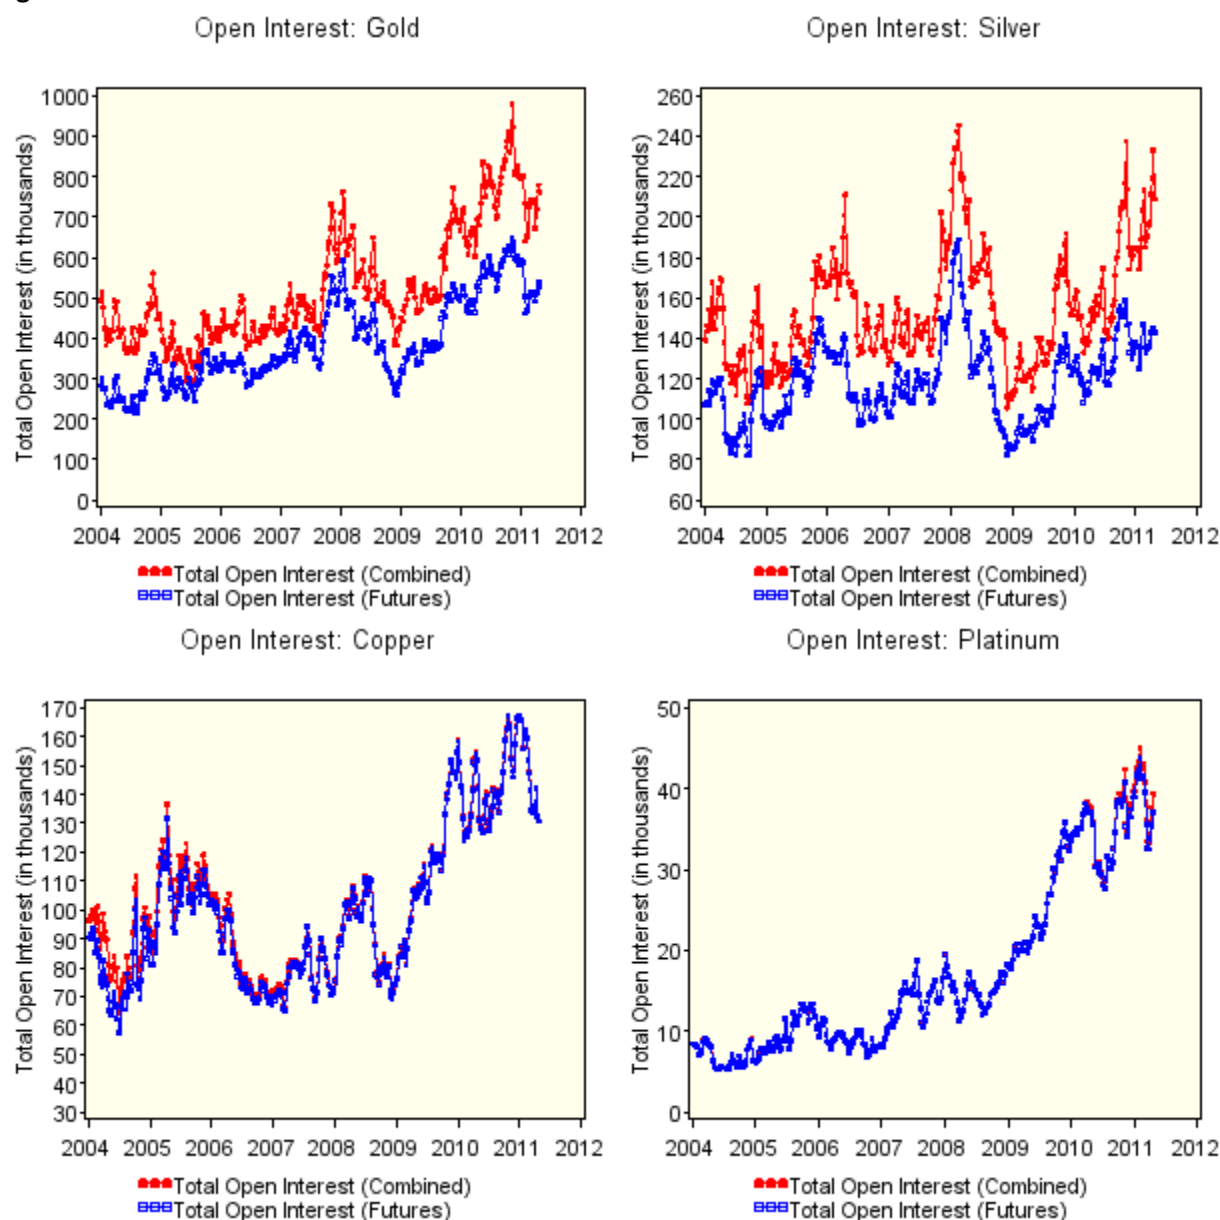 Open Interest: Gold
Total Open Interest (in thousands)
1000
900
800
700
600
500
400
300
200
100
0
2004 2005 2006 2007 2008 2009 2010 2011 2012
Total Open Interest (Combined)
Total Open Interest (Futures)
Open Interest: Silver
Total Open Interest (in thousands)
260
240
220
200
180
160
140
120
100
80
60
2004 2005 2006 2007 2008 2009 2010 2011 2012
Total Open Interest (Combined)
Total Open Interest (Futures)
Open Interest: Copper
Total Open Interest (in thousands)
170
160
150
140
130
120
110
100
90
80
70
60
50
40
30
2004 2005 2006 2007 2008 2009 2010 2011 2012
Total Open Interest (Combined)
Total Open Interest (Futures)
Open Interest: Platinum
Total Open Interest (in thousands)
50
40
30
20
10
0
2004 2005 2006 2007 2008 2009 2010 2011 2012
Total Open Interest (Combined)
Total Open Interest (Futures)